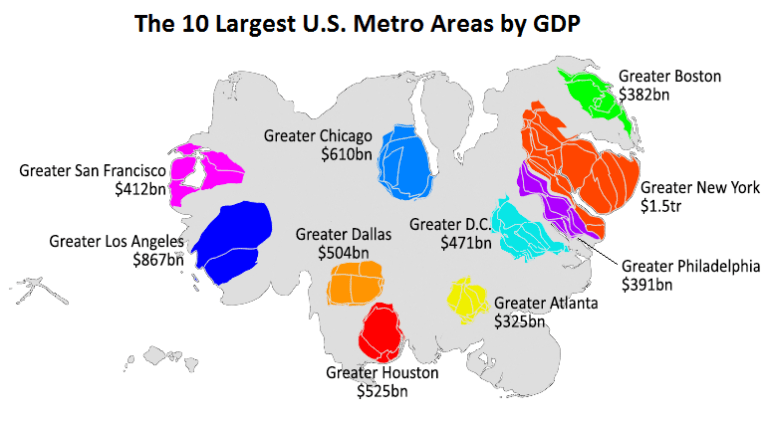 The 10 Largest U.S. Metro Areas by GDP
Greater Boston
$382bn
Greater Chicago
$610bn
Greater San Francisco
$412bn
Greater New York
$1.5tr
Greater D.C.
$471bn
Greater Dallas
$504bn
Greater Los Angeles
$867bn
Greater Philadelphia
$391bn
Greater Atlanta
$325bn
Greater Houston
$525bn